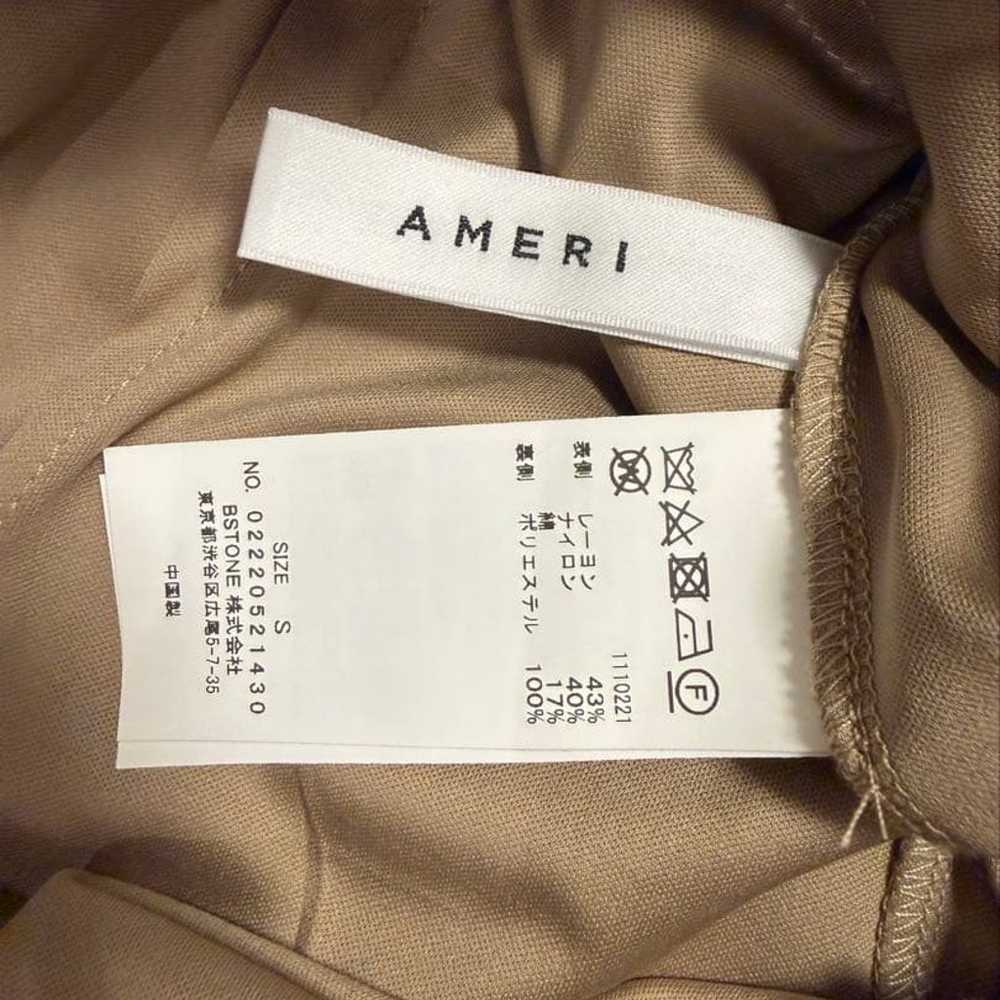 AMERI
F
W
1110221
表側 レーヨン 43%
ナイロン 40%
綿 17%
裏側 ポリエステル 100%
SIZE S
NO. 02220521430
BSTONE 株式会社
東京都渋谷区広尾5-7-35
中国製